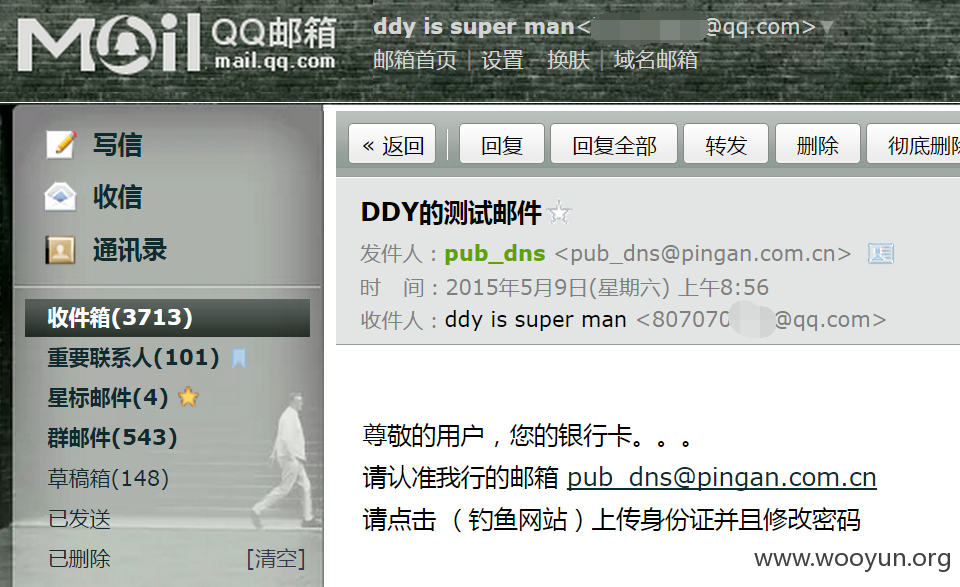 Mail QQ邮箱
mail.qq.com
ddy is super man<@qq.com>
邮箱首页 | 设置 | 换肤 | 域名邮箱
写信
收信
通讯录
收件箱(3713)
重要联系人(101)
星标邮件(4)
群邮件(543)
草稿箱(148)
已发送
已删除 [清空]
« 返回 回复 回复全部 转发 删除 彻底删除
DDY的测试邮件
发件人：pub_dns <pub_dns@pingan.com.cn>
时 间：2015年5月9日(星期六) 上午8:56
收件人：ddy is super man <807070@qq.com>
尊敬的用户，您的银行卡。。。
请认准我行的邮箱 pub_dns@pingan.com.cn
请点击 （钓鱼网站）上传身份证并且修改密码
www.wooyun.org